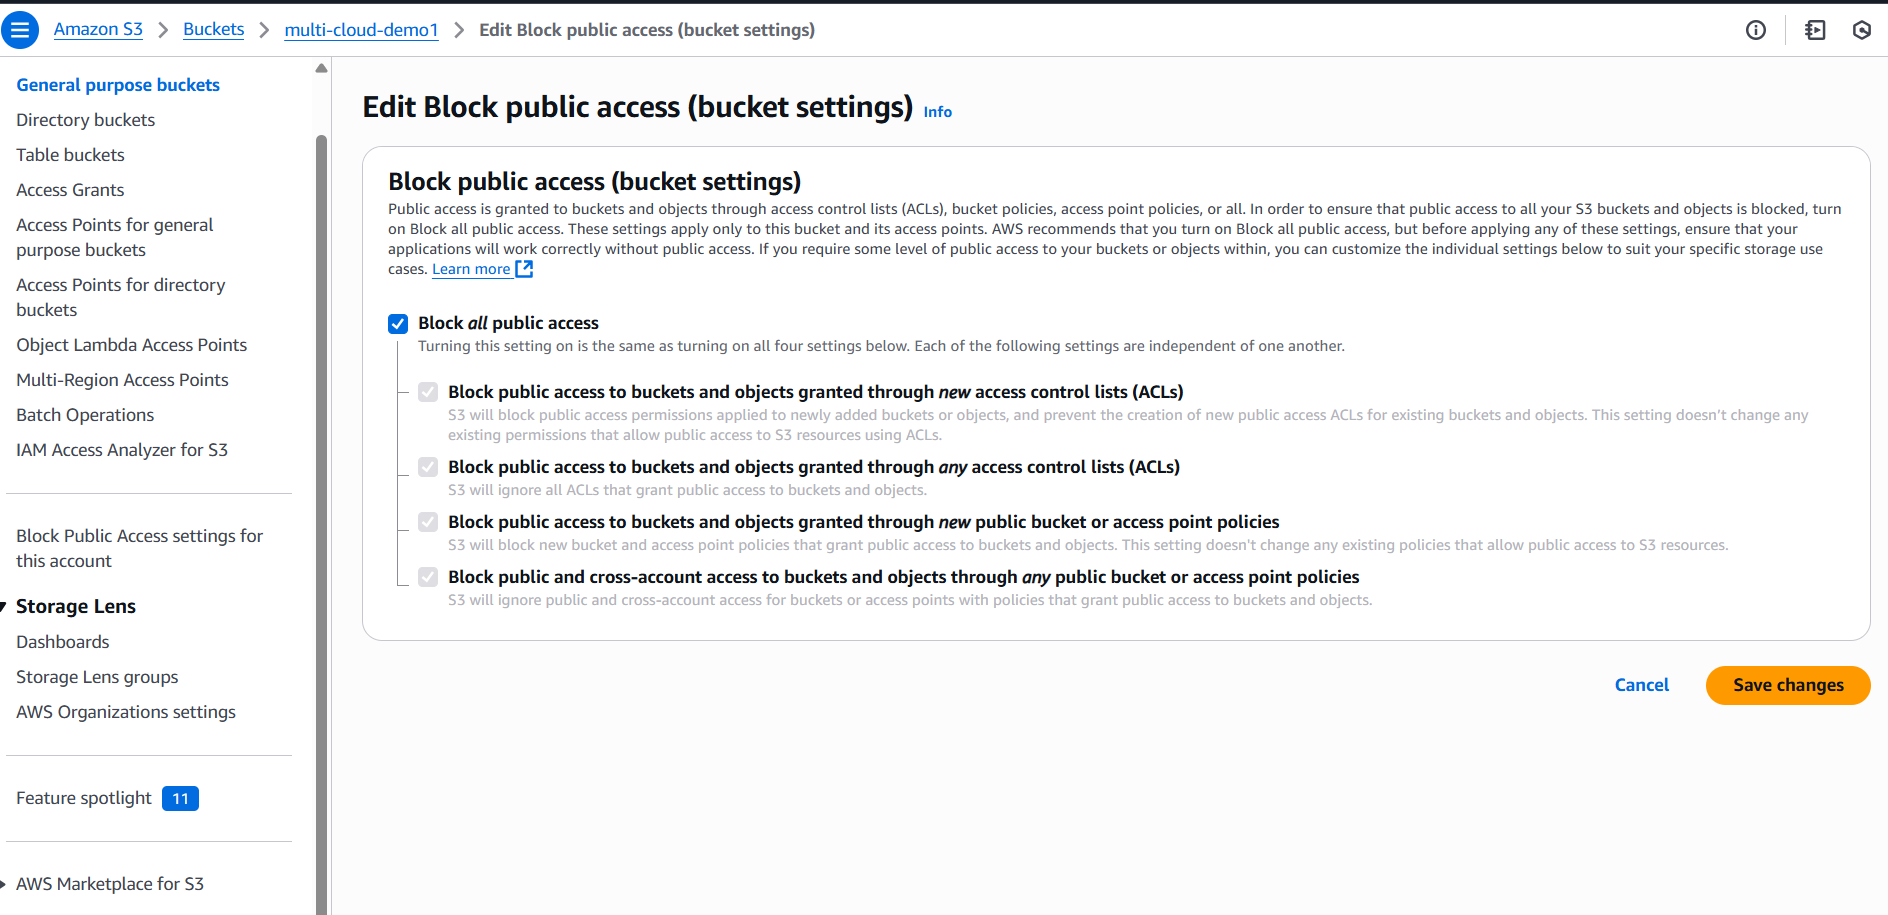 Amazon S3 > Buckets > multi-cloud-demo1 > Edit Block public access (bucket settings)
General purpose buckets
Directory buckets
Table buckets
Access Grants
Access Points for general
purpose buckets
Access Points for directory
buckets
Object Lambda Access Points
Multi-Region Access Points
Batch Operations
IAM Access Analyzer for S3
Block Public Access settings for
this account
Storage Lens
Dashboards
Storage Lens groups
AWS Organizations settings
Feature spotlight 11
AWS Marketplace for S3
Edit Block public access (bucket settings) Info
Block public access (bucket settings)
Public access is granted to buckets and objects through access control lists (ACLs), bucket policies, access point policies, or all. In order to ensure that public access to all your S3 buckets and objects is blocked, turn
on Block all public access. These settings apply only to this bucket and its access points. AWS recommends that you turn on Block all public access, but before applying any of these settings, ensure that your
applications will work correctly without public access. If you require some level of public access to your buckets or objects within, you can customize the individual settings below to suit your specific storage use
cases. Learn more
Block all public access
Turning this setting on is the same as turning on all four settings below. Each of the following settings are independent of one another.
Block public access to buckets and objects granted through new access control lists (ACLs)
S3 will block public access permissions applied to newly added buckets or objects, and prevent the creation of new public access ACLs for existing buckets and objects. This setting doesn't change any
existing permissions that allow public access to S3 resources using ACLs.
Block public access to buckets and objects granted through any access control lists (ACLs)
S3 will ignore all ACLs that grant public access to buckets and objects.
Block public access to buckets and objects granted through new public bucket or access point policies
S3 will block new bucket and access point policies that grant public access to buckets and objects. This setting doesn't change any existing policies that allow public access to S3 resources.
Block public and cross-account access to buckets and objects through any public bucket or access point policies
S3 will ignore public and cross-account access for buckets or access points with policies that grant public access to buckets and objects.
Cancel
Save changes